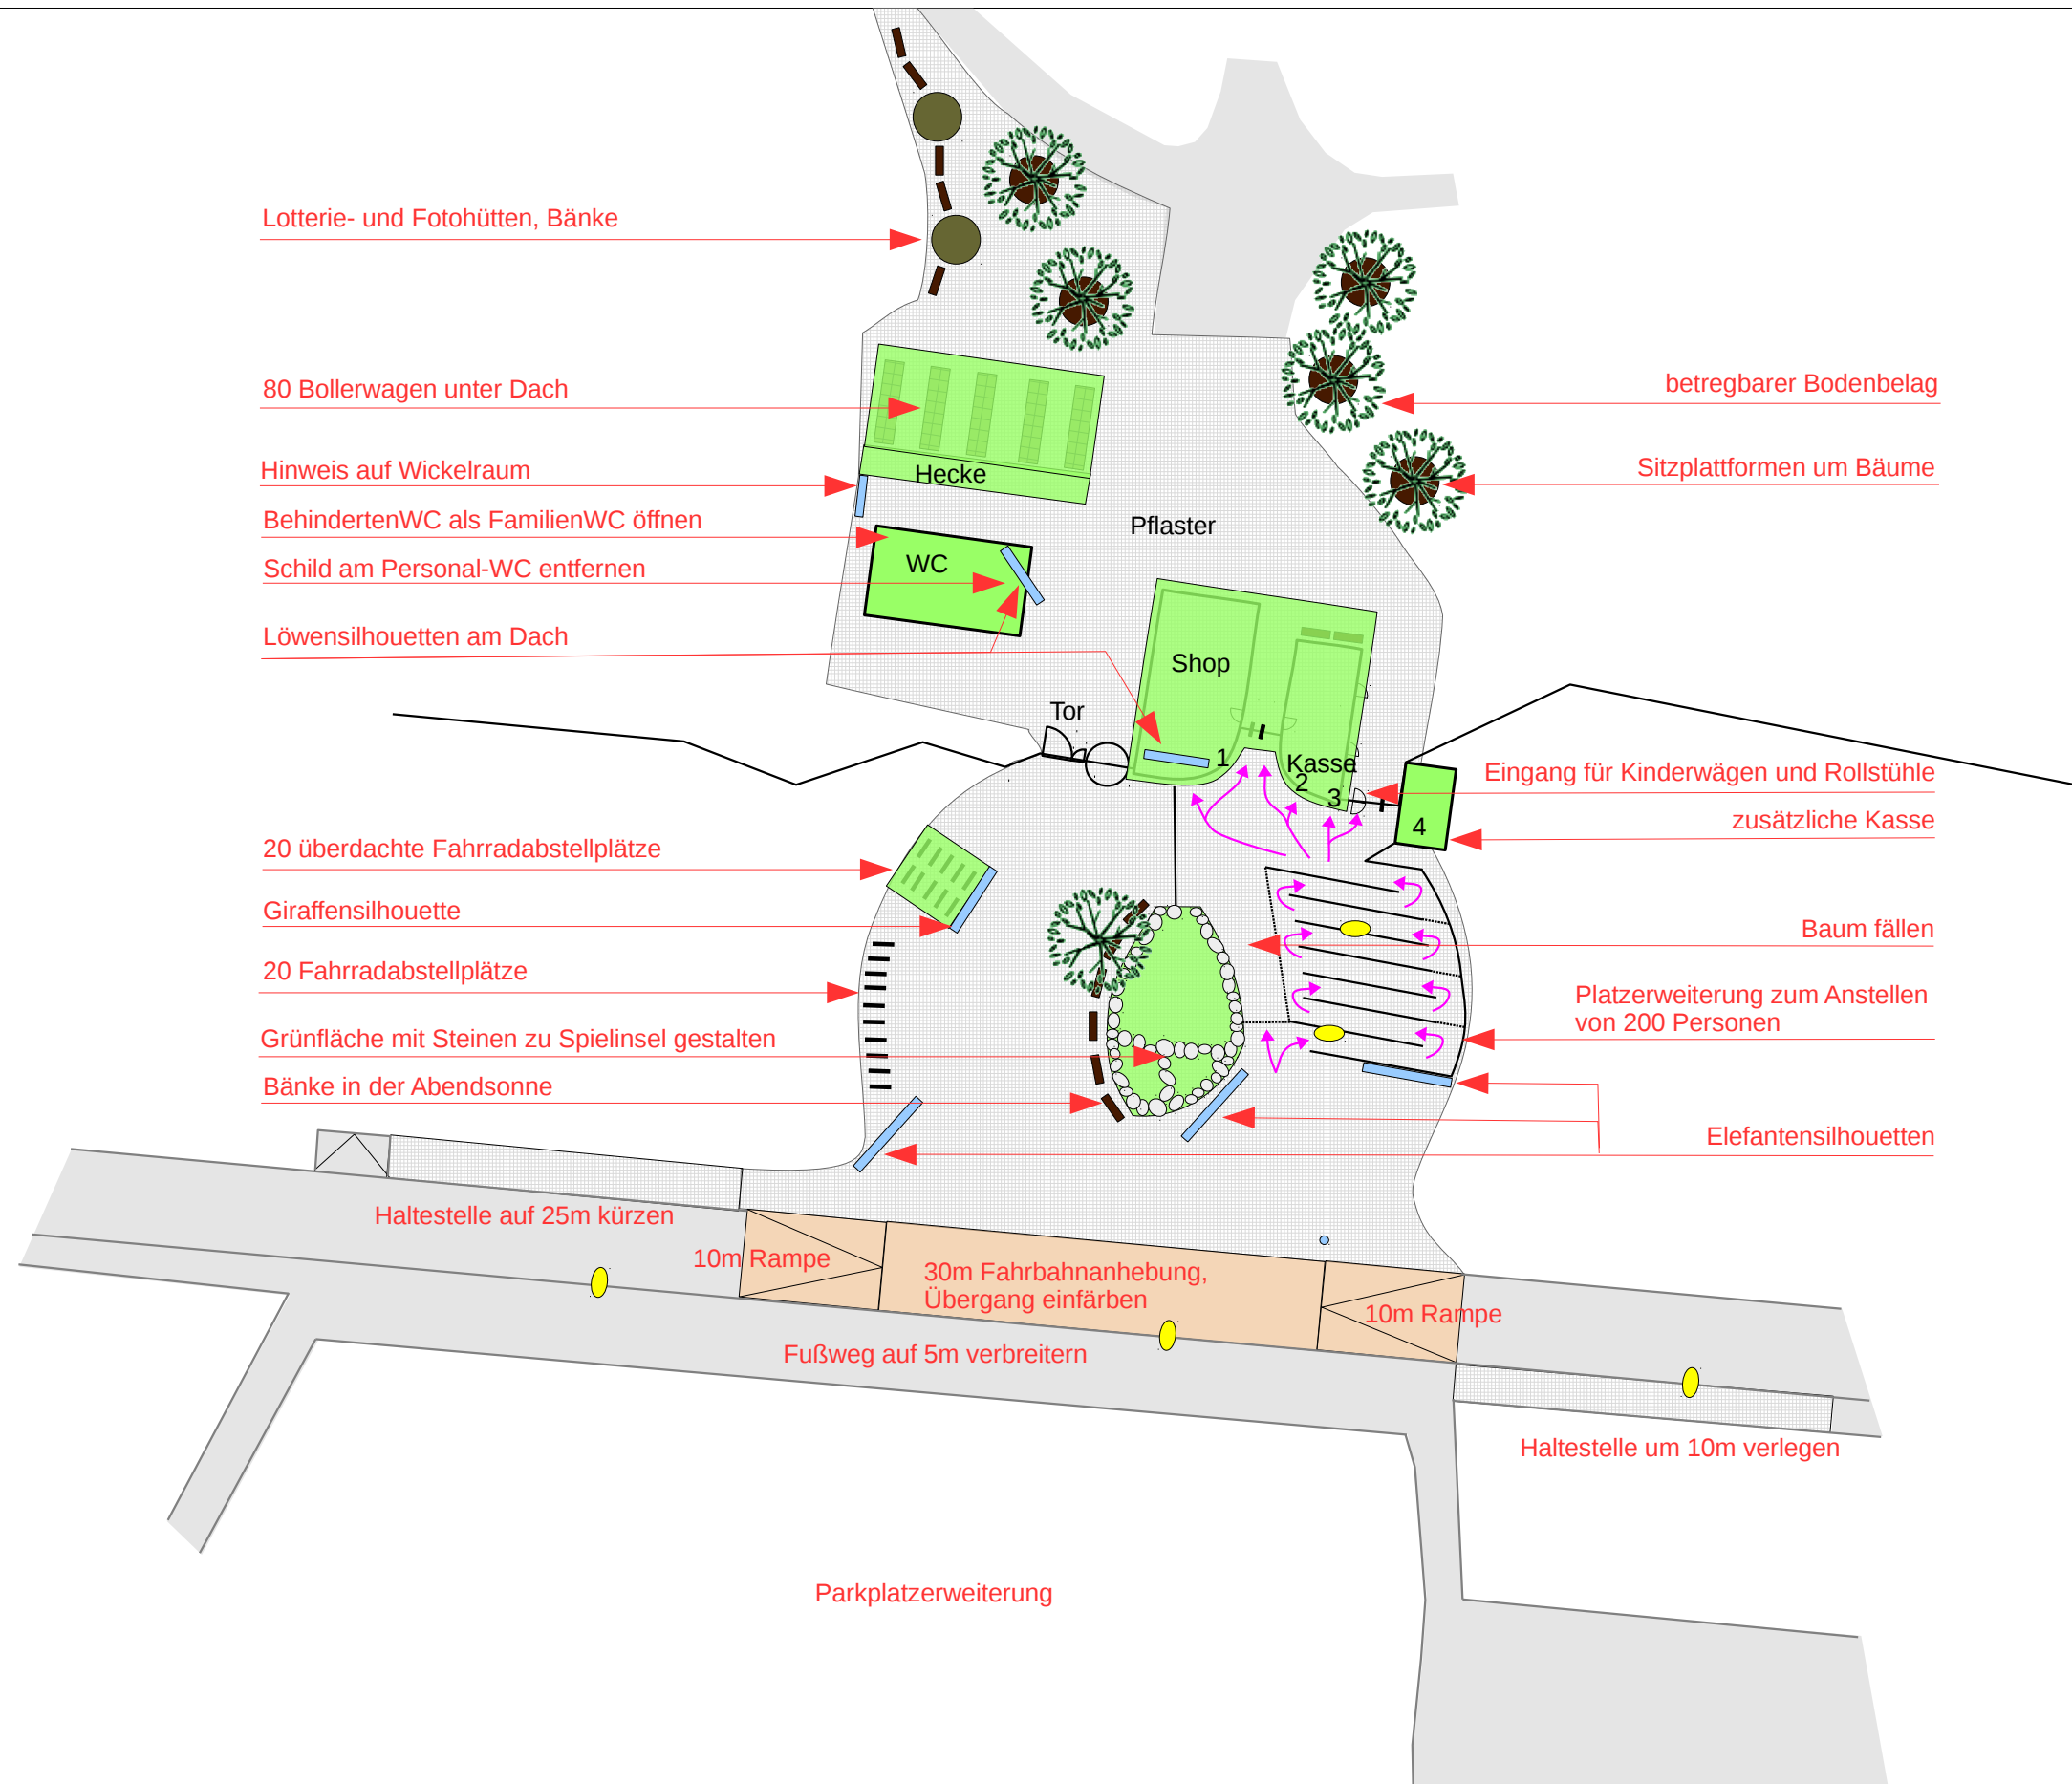 Lotterie- und Fotohütten, Bänke
80 Bollerwagen unter Dach
betregbarer Bodenbelag
Hinweis auf Wickelraum
Hecke
Sitzplattformen um Bäume
BehindertenWC als FamilienWC öffnen
Pflaster
WC
Schild am Personal-WC entfernen
Löwensilhouetten am Dach
Shop
Tor
1
Kasse
2
3
Eingang für Kinderwägen und Rollstühle
4
zusätzliche Kasse
20 überdachte Fahrradabstellplätze
Giraffensilhouette
Baum fällen
20 Fahrradabstellplätze
Platzerweiterung zum Anstellen
von 200 Personen
Grünfläche mit Steinen zu Spielinsel gestalten
Bänke in der Abendsonne
Elefantensilhouetten
Haltestelle auf 25m kürzen
10m Rampe
30m Fahrbahnanhebung,
Übergang einfärben
10m Rampe
Fußweg auf 5m verbreitern
Haltestelle um 10m verlegen
Parkplatzerweiterung